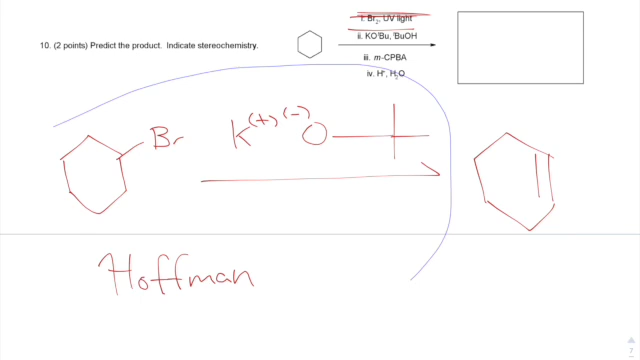 i. Br2, UV light
10. (2 points) Predict the product. Indicate stereochemistry.
ii. KOᵗBu, ᵗBuOH
iii. m-CPBA
iv. H⁺, H2O
Br
K(+) (-)O
Hoffman
7